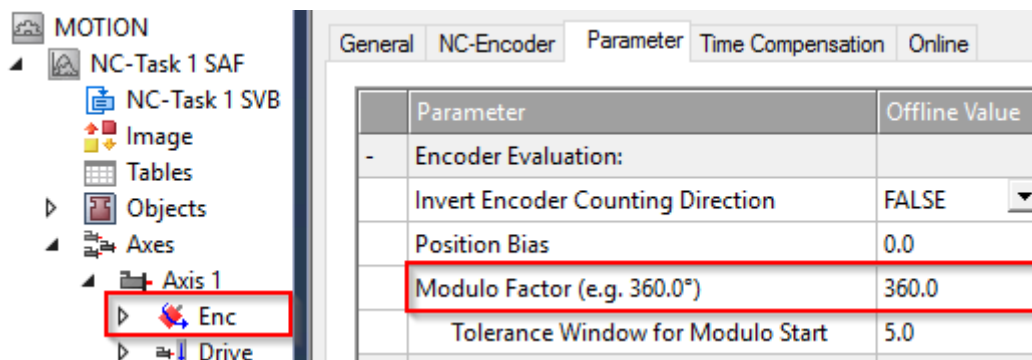 MOTION
NC-Task 1 SAF
NC-Task 1 SVB
Image
Tables
Objects
Axes
Axis 1
Enc
Drive
General NC-Encoder Parameter Time Compensation Online
Parameter Offline Value
- Encoder Evaluation:
Invert Encoder Counting Direction FALSE
Position Bias 0.0
Modulo Factor (e.g. 360.0°) 360.0
Tolerance Window for Modulo Start 5.0